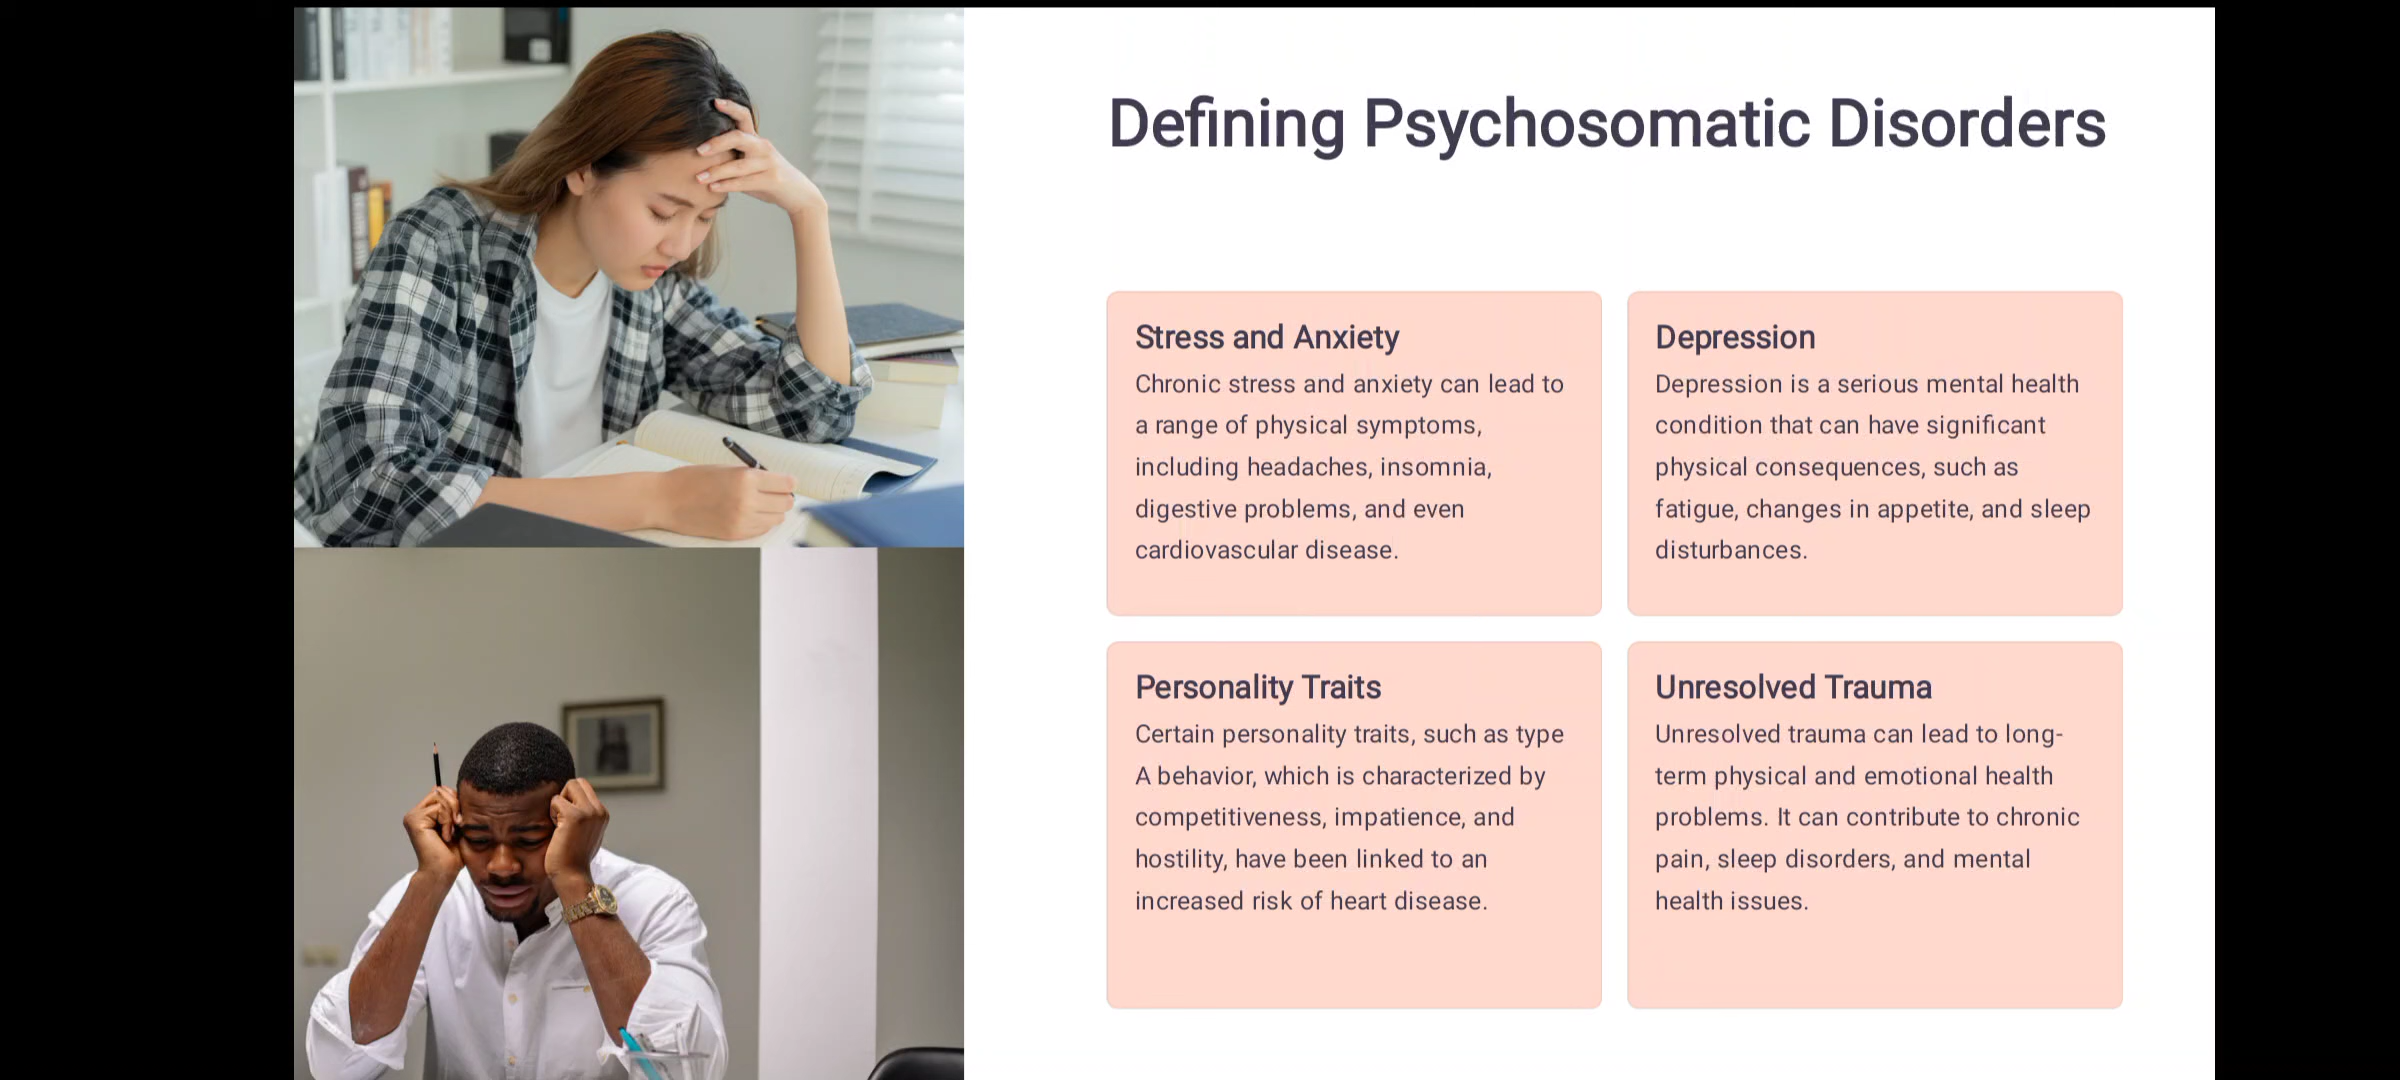 Defining Psychosomatic Disorders
Stress and Anxiety
Chronic stress and anxiety can lead to
a range of physical symptoms,
including headaches, insomnia,
digestive problems, and even
cardiovascular disease.
Depression
Depression is a serious mental health
condition that can have significant
physical consequences, such as
fatigue, changes in appetite, and sleep
disturbances.
Personality Traits
Certain personality traits, such as type
A behavior, which is characterized by
competitiveness, impatience, and
hostility, have been linked to an
increased risk of heart disease.
Unresolved Trauma
Unresolved trauma can lead to long-
term physical and emotional health
problems. It can contribute to chronic
pain, sleep disorders, and mental
health issues.